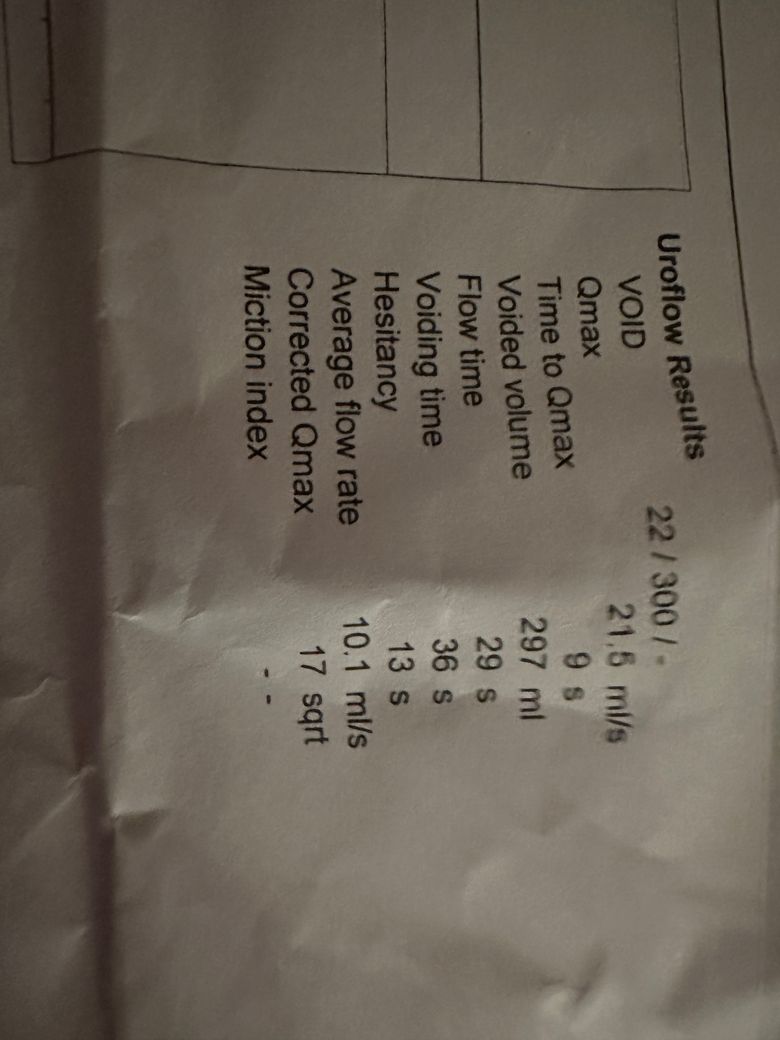 Uroflow Results
VOID 22 / 300 / -
Qmax 21,5 ml/s
Time to Qmax 9 s
Voided volume 297 ml
Flow time 29 s
Voiding time 36 s
Hesitancy 13 s
Average flow rate 10.1 ml/s
Corrected Qmax 17 sqrt
Miction index - -